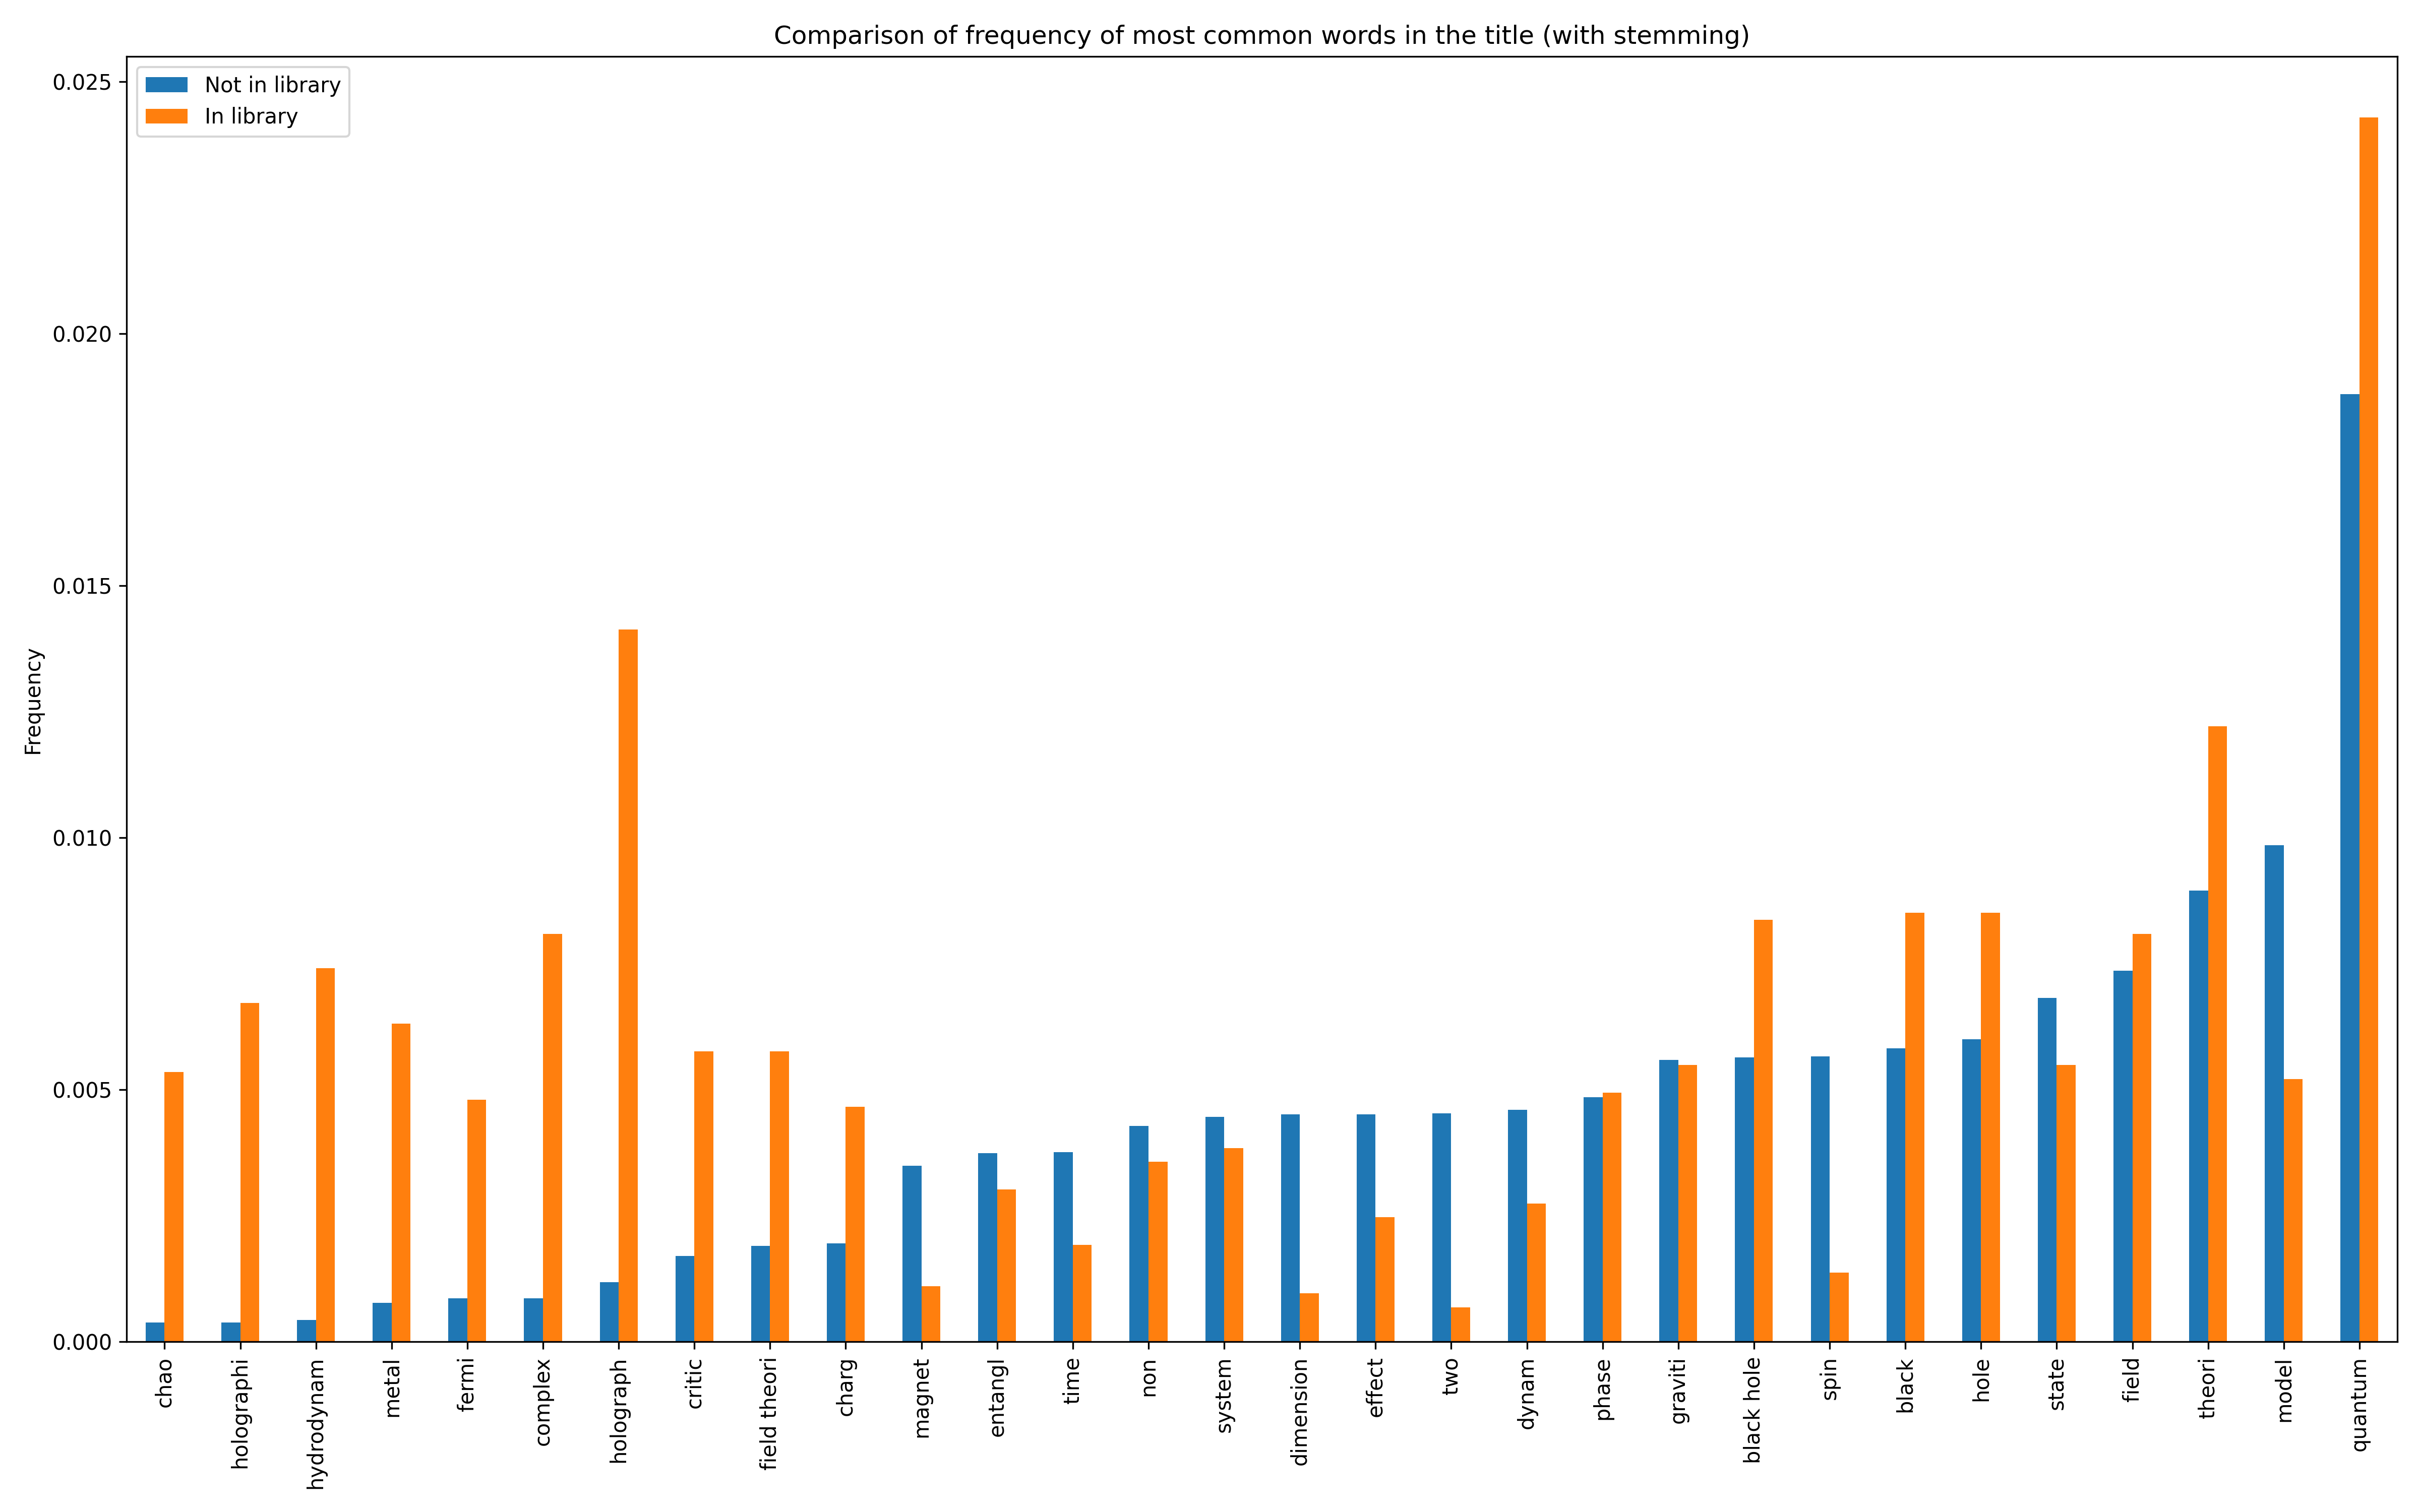 Comparison of frequency of most common words in the title (with stemming)
Not in library
In library
Frequency
0.025
0.020
0.015
0.010
0.005
0.000
chao
holographi
hydrodynam
metal
fermi
complex
holograph
critic
field theori
charg
magnet
entangl
time
non
system
dimension
effect
two
dynam
phase
graviti
black hole
spin
black
hole
state
field
theori
model
quantum